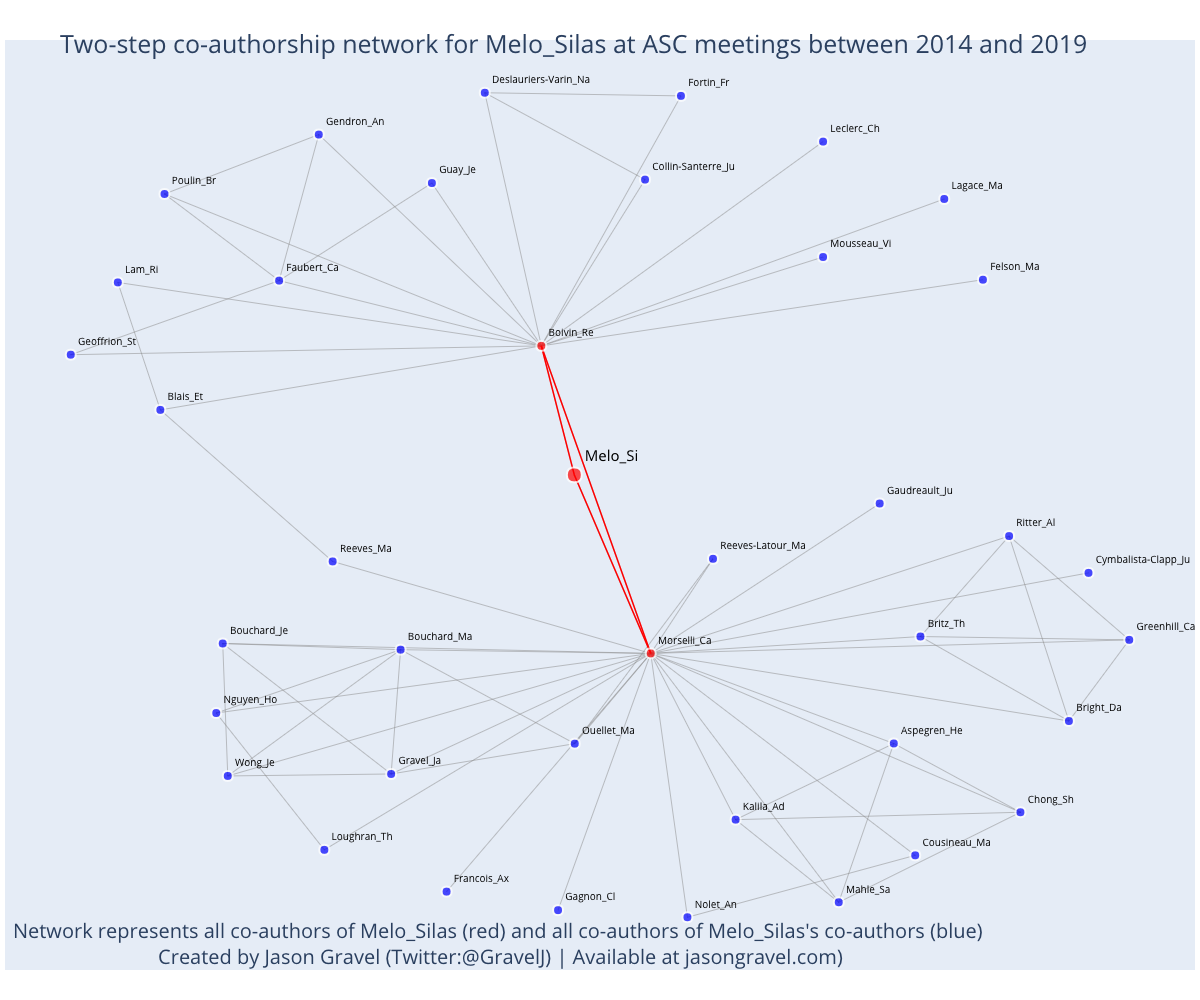 Two-step co-authorship network for Melo_Silas at ASC meetings between 2014 and 2019
Deslauriers-Varin_Na
Fortin_Fr
Gendron_An
Leclerc_Ch
Guay_Je
Collin-Santerre_Ju
Poulin_Br
Lagace_Ma
Mousseau_Vi
Lam_Ri
Faubert_Ca
Felson_Ma
Geoffrion_St
Boivin_Re
Blais_Et
Melo_Si
Gaudreault_Ju
Ritter_Al
Reeves_Ma
Reeves-Latour_Ma
Cymbalista-Clapp_Ju
Bouchard_Je
Bouchard_Ma
Morselli_Ca
Britz_Th
Greenhill_Ca
Nguyen_Ho
Bright_Da
Ouellet_Ma
Aspegren_He
Wong_Je
Gravel_Ja
Kalila_Ad
Chong_Sh
Loughran_Th
Cousineau_Ma
Francois_Ax
Gagnon_Cl
Nolet_An
Mahle_Sa
Network represents all co-authors of Melo_Silas (red) and all co-authors of Melo_Silas's co-authors (blue)
Created by Jason Gravel (Twitter:@GravelJ) | Available at jasongravel.com)